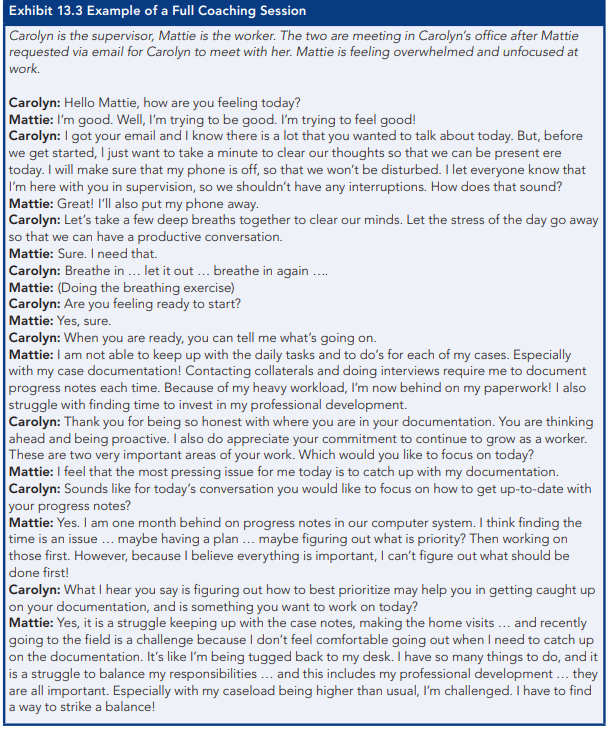 Exhibit 13.3 Example of a Full Coaching Session
Carolyn is the supervisor, Mattie is the worker. The two are meeting in Carolyn's office after Mattie
requested via email for Carolyn to meet with her. Mattie is feeling overwhelmed and unfocused at
work.
Carolyn: Hello Mattie, how are you feeling today?
Mattie: I'm good. Well, I'm trying to be good. I'm trying to feel good!
Carolyn: I got your email and I know there is a lot that you wanted to talk about today. But, before
we get started, I just want to take a minute to clear our thoughts so that we can be present ere
today. I will make sure that my phone is off, so that we won't be disturbed. I let everyone know that
I'm here with you in supervision, so we shouldn't have any interruptions. How does that sound?
Mattie: Great! I'll also put my phone away.
Carolyn: Let's take a few deep breaths together to clear our minds. Let the stress of the day go away
so that we can have a productive conversation.
Mattie: Sure. I need that.
Carolyn: Breathe in … let it out … breathe in again ….
Mattie: (Doing the breathing exercise)
Carolyn: Are you feeling ready to start?
Mattie: Yes, sure.
Carolyn: When you are ready, you can tell me what's going on.
Mattie: I am not able to keep up with the daily tasks and to do's for each of my cases. Especially
with my case documentation! Contacting collaterals and doing interviews require me to document
progress notes each time. Because of my heavy workload, I'm now behind on my paperwork! I also
struggle with finding time to invest in my professional development.
Carolyn: Thank you for being so honest with where you are in your documentation. You are thinking
ahead and being proactive. I also do appreciate your commitment to continue to grow as a worker.
These are two very important areas of your work. Which would you like to focus on today?
Mattie: I feel that the most pressing issue for me today is to catch up with my documentation.
Carolyn: Sounds like for today's conversation you would like to focus on how to get up-to-date with
your progress notes?
Mattie: Yes. I am one month behind on progress notes in our computer system. I think finding the
time is an issue … maybe having a plan … maybe figuring out what is priority? Then working on
those first. However, because I believe everything is important, I can't figure out what should be
done first!
Carolyn: What I hear you say is figuring out how to best prioritize may help you in getting caught up
on your documentation, and is something you want to work on today?
Mattie: Yes, it is a struggle keeping up with the case notes, making the home visits … and recently
going to the field is a challenge because I don't feel comfortable going out when I need to catch up
on the documentation. It's like I'm being tugged back to my desk. I have so many things to do, and it
is a struggle to balance my responsibilities … and this includes my professional development … they
are all important. Especially with my caseload being higher than usual, I'm challenged. I have to find
a way to strike a balance!